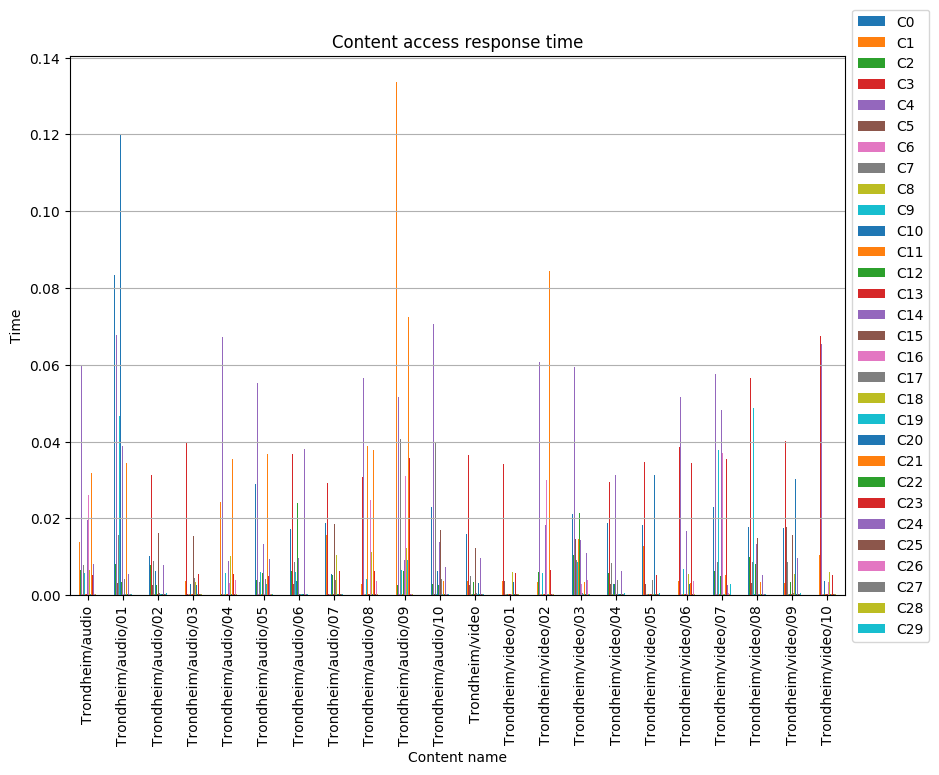 Content access response time
Time
0.14
0.12
0.10
0.08
0.06
0.04
0.02
0.00
Trondheim/audio
Trondheim/audio/01
Trondheim/audio/02
Trondheim/audio/03
Trondheim/audio/04
Trondheim/audio/05
Trondheim/audio/06
Trondheim/audio/07
Trondheim/audio/08
Trondheim/audio/09
Trondheim/audio/10
Trondheim/video
Trondheim/video/01
Trondheim/video/02
Trondheim/video/03
Trondheim/video/04
Trondheim/video/05
Trondheim/video/06
Trondheim/video/07
Trondheim/video/08
Trondheim/video/09
Trondheim/video/10
Content name
C0
C1
C2
C3
C4
C5
C6
C7
C8
C9
C10
C11
C12
C13
C14
C15
C16
C17
C18
C19
C20
C21
C22
C23
C24
C25
C26
C27
C28
C29